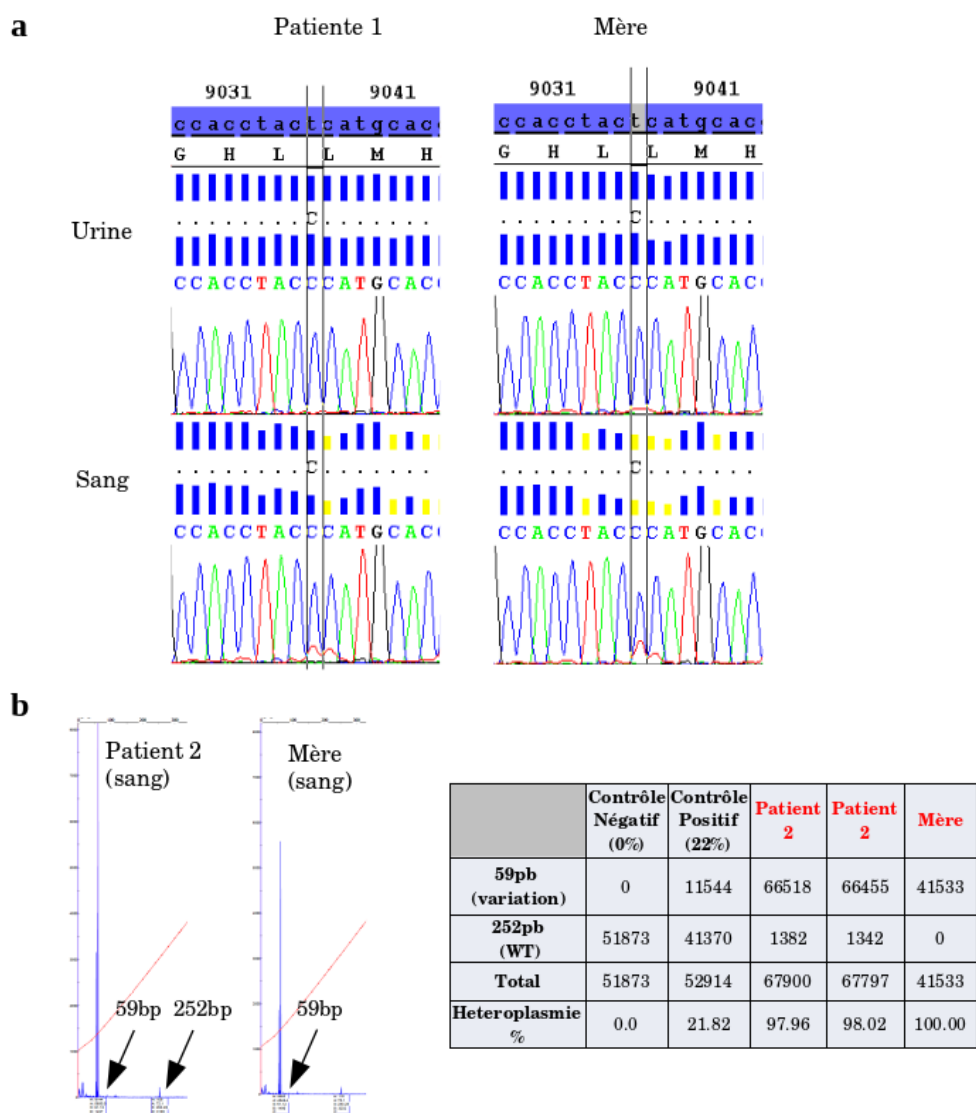 a
Patiente 1
Mère
9031 9041
9031 9041
ccacctactcatgcac
ccacctactcatgcac
G H L L M H
G H L L M H
Urine
. . . . . . . . C . . . . . . .
. . . . . . . . C . . . . . . .
CCACCTACCCATGCAC
CCACCTACCCATGCAC
Sang
. . . . . . . . C . . . . . . .
. . . . . . . . C . . . . . . .
CCACCTACCCATGCAC
CCACCTACCCATGCAC
b
Patient 2
(sang)
Mère
(sang)
59bp 252bp
59bp
Contrôle Négatif (0%) Contrôle Positif (22%) Patient 2 Patient 2 Mère
59pb (variation) 0 11544 66518 66455 41533
252pb (WT) 51873 41370 1382 1342 0
Total 51873 52914 67900 67797 41533
Heteroplasmie % 0.0 21.82 97.96 98.02 100.00